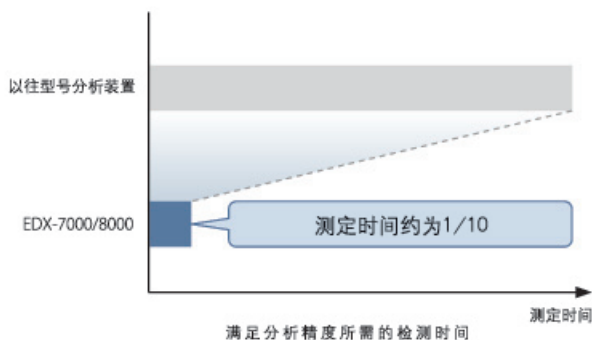 以往型号分析装置
EDX-7000/8000
测定时间约为1/10
测定时间
满足分析精度所需的检测时间